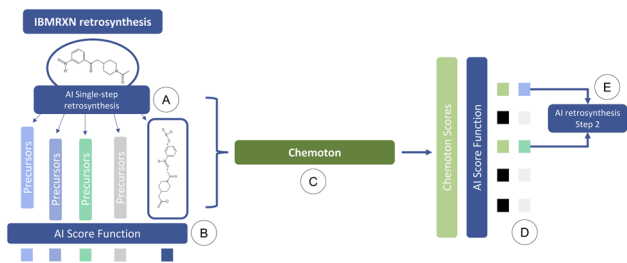 IBMRXN retrosynthesis
AI Single-step
retrosynthesis
A
Precursors
Precursors
Precursors
Precursors
AI Score Function
B
Chemoton
C
Chemoton Scores
AI Score Function
D
E
AI retrosynthesis
Step 2